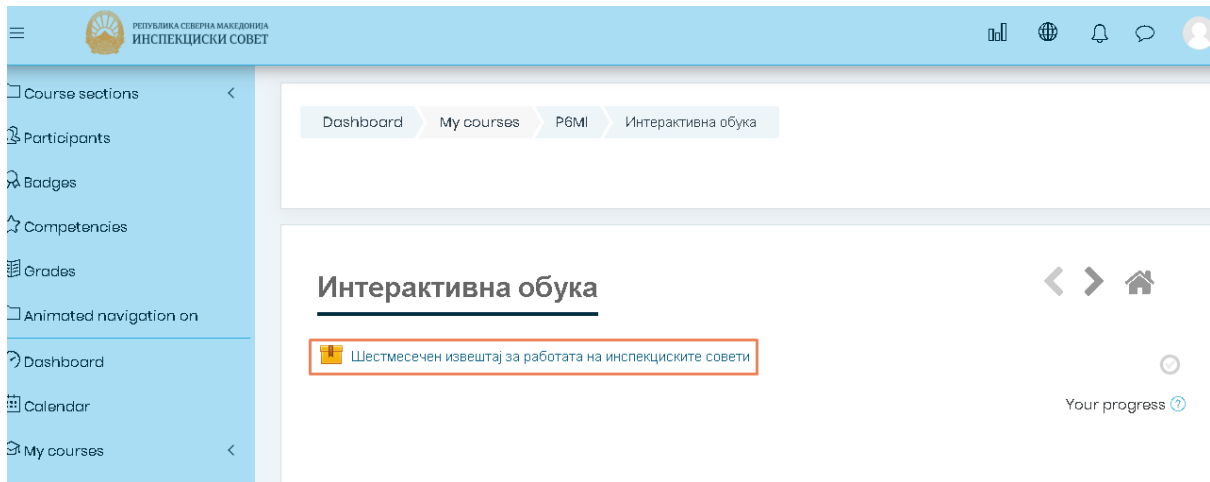 РЕПУБЛИКА СЕВЕРНА МАКЕДОНИЈА
ИНСПЕКЦИСКИ СОВЕТ
Course sections
Participants
Badges
Competencies
Grades
Animated navigation on
Dashboard
Calendar
My courses
Dashboard My courses P6MI Интерактивна обука
Интерактивна обука
Шестмесечен извештај за работата на инспекциските совети
Your progress